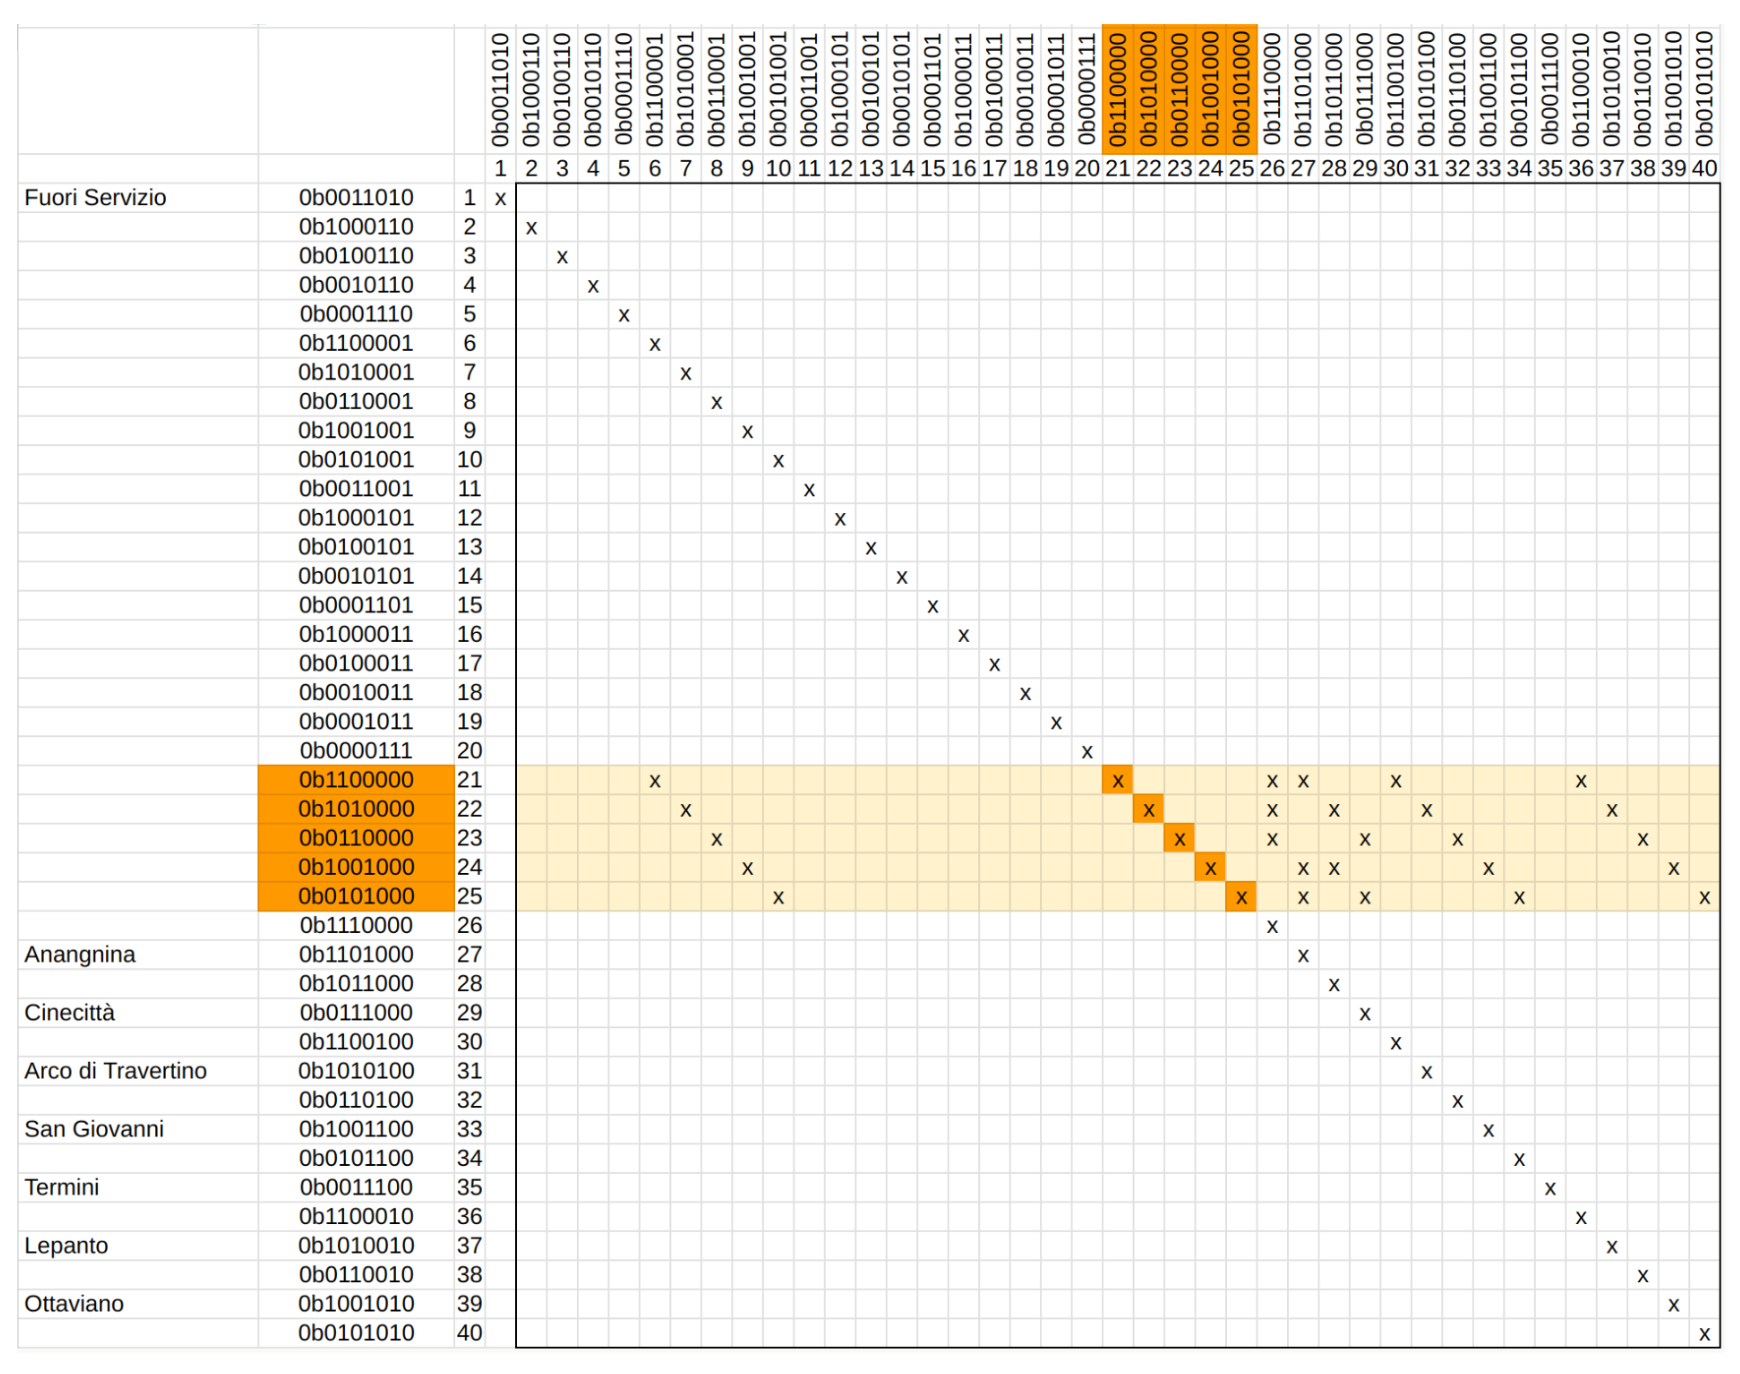 0b0011010 0b1000110 0b0100110 0b0010110 0b0001110 0b1100001 0b1010001 0b0110001 0b1001001 0b0101001 0b0011001 0b1000101 0b0100101 0b0010101 0b0001101 0b1000011 0b0100011 0b0010011 0b0001011 0b0000111 0b1100000 0b1010000 0b0110000 0b1001000 0b0101000 0b1110000 0b1101000 0b1011000 0b0111000 0b1100100 0b1010100 0b0110100 0b1001100 0b0101100 0b0011100 0b1100010 0b1010010 0b0110010 0b1001010 0b0101010
1 2 3 4 5 6 7 8 9 10 11 12 13 14 15 16 17 18 19 20 21 22 23 24 25 26 27 28 29 30 31 32 33 34 35 36 37 38 39 40
Fuori Servizio 0b0011010 1 x
0b1000110 2 x
0b0100110 3 x
0b0010110 4 x
0b0001110 5 x
0b1100001 6 x
0b1010001 7 x
0b0110001 8 x
0b1001001 9 x
0b0101001 10 x
0b0011001 11 x
0b1000101 12 x
0b0100101 13 x
0b0010101 14 x
0b0001101 15 x
0b1000011 16 x
0b0100011 17 x
0b0010011 18 x
0b0001011 19 x
0b0000111 20 x
0b1100000 21 x x x x x x
0b1010000 22 x x x x x x
0b0110000 23 x x x x x x
0b1001000 24 x x x x x x
0b0101000 25 x x x x x x
0b1110000 26 x
Anangnina 0b1101000 27 x
0b1011000 28 x
Cinecittà 0b0111000 29 x
0b1100100 30 x
Arco di Travertino 0b1010100 31 x
0b0110100 32 x
San Giovanni 0b1001100 33 x
0b0101100 34 x
Termini 0b0011100 35 x
0b1100010 36 x
Lepanto 0b1010010 37 x
0b0110010 38 x
Ottaviano 0b1001010 39 x
0b0101010 40 x